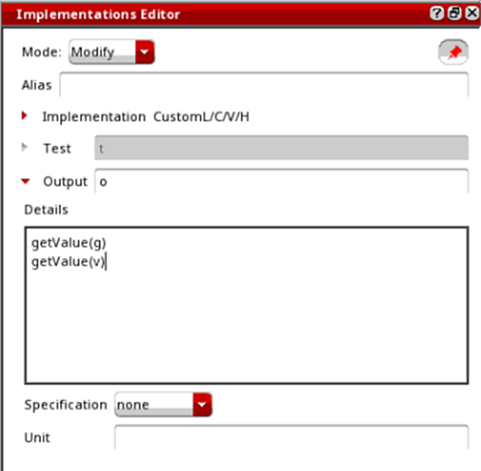 Implementations Editor
Mode: Modify
Alias
Implementation CustomL/C/V/H
Test t
Output o
Details
getValue(g)
getValue(v)
Specification none
Unit